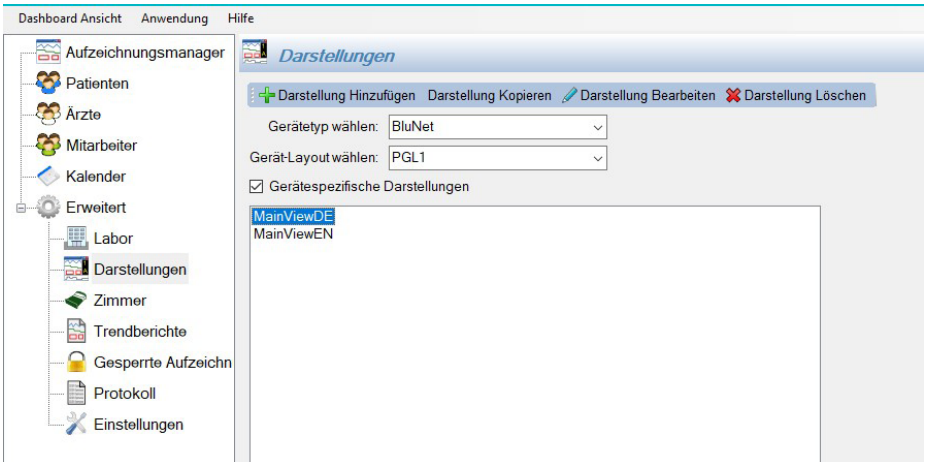 Dashboard Ansicht Anwendung Hilfe
Aufzeichnungsmanager
Patienten
Ärzte
Mitarbeiter
Kalender
Erweitert
Labor
Darstellungen
Zimmer
Trendberichte
Gesperrte Aufzeichn
Protokoll
Einstellungen
Darstellungen
Darstellung Hinzufügen Darstellung Kopieren Darstellung Bearbeiten Darstellung Löschen
Gerätetyp wählen: BluNet
Gerät-Layout wählen: PGL1
Gerätespezifische Darstellungen
MainViewDE
MainViewEN